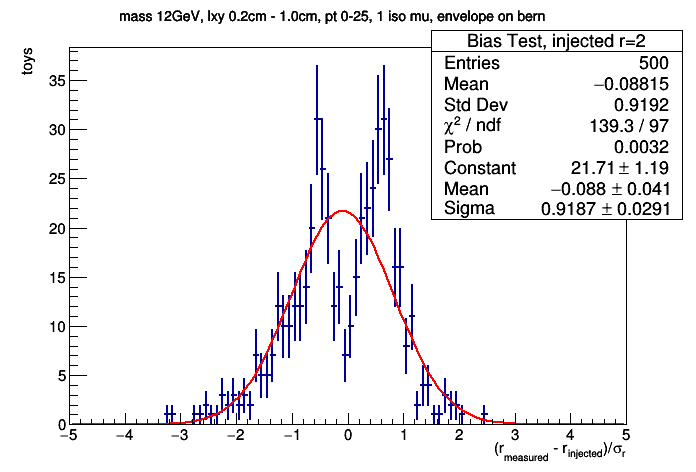 mass 12GeV, lxy 0.2cm - 1.0cm, pt 0-25, 1 iso mu, envelope on bern
toys
Bias Test, injected r=2
Entries 500
Mean −0.08815
Std Dev 0.9192
χ² / ndf 139.3 / 97
Prob 0.0032
Constant 21.71 ± 1.19
Mean −0.088 ± 0.041
Sigma 0.9187 ± 0.0291
35
30
25
20
15
10
5
0
−5 −4 −3 −2 −1 0 1 2 3 4 5
(r_measured - r_injected)/σ_r